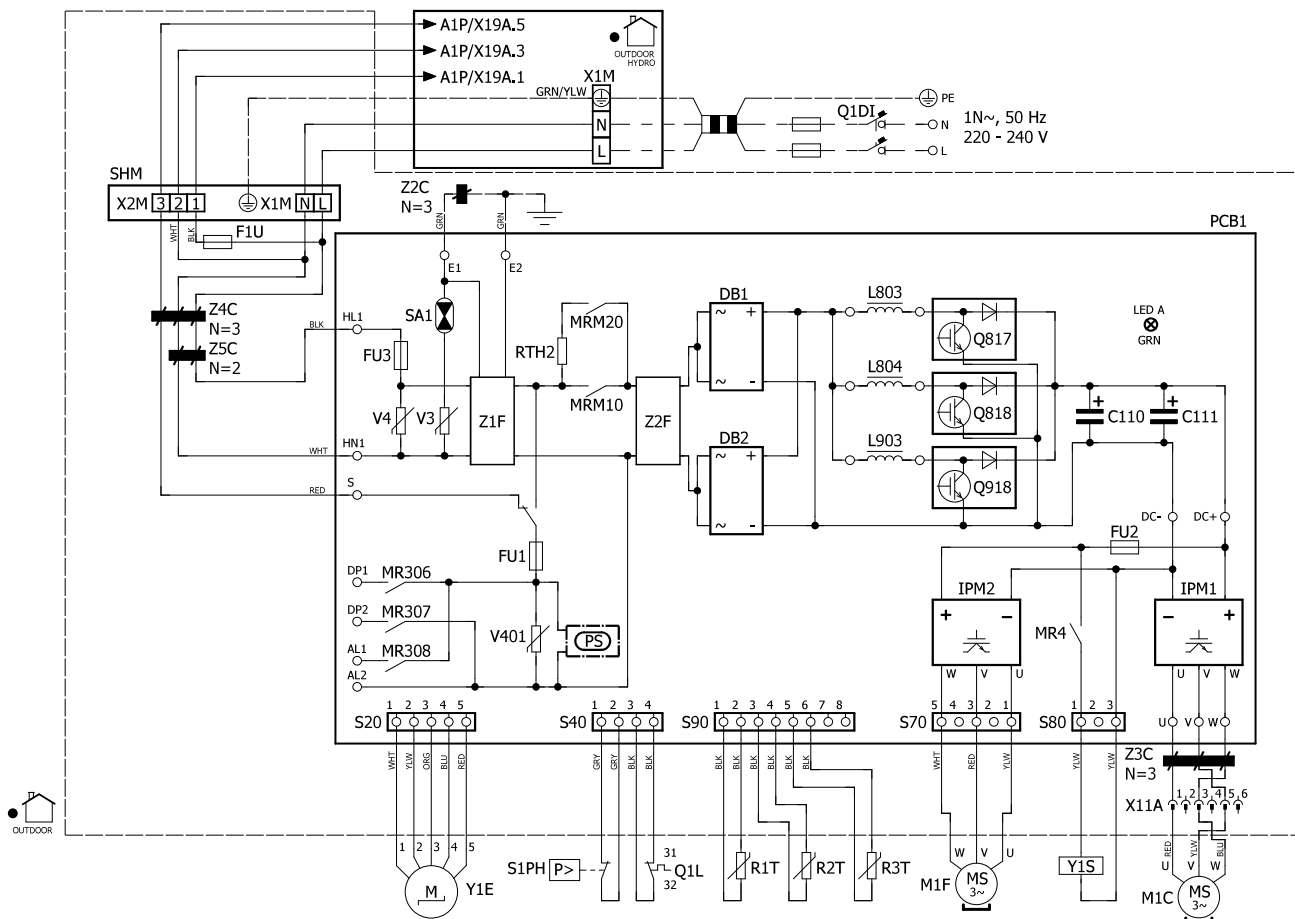 A1P/X19A.5
A1P/X19A.3
A1P/X19A.1
OUTDOOR
HYDRO
X1M
GRN/YLW
N
L
Q1DI
PE
N
L
1N~, 50 Hz
220 - 240 V
SHM
X2M 3 2 1 X1M N L
WHT
BLK
F1U
Z2C
N=3
GRN
GRN
PCB1
E1
E2
Z4C
N=3
Z5C
N=2
BLK
HL1
FU3
SA1
V4
V3
Z1F
RTH2
MRM20
MRM10
Z2F
DB1
~ +
~ -
DB2
~ +
~ -
L803
L804
L903
Q817
Q818
Q918
LED A
GRN
+
C110
+
C111
WHT
HN1
RED
S
FU1
DC-
DC+
FU2
DP1
MR306
DP2
MR307
AL1
MR308
AL2
V401
PS
IPM2
+ -
W V U
MR4
IPM1
- +
U V W
S20
1 2 3 4 5
S40
1 2 3 4
S90
1 2 3 4 5 6 7 8
S70
5 4 3 2 1
S80
1 2 3
U V W
WHT
YLW
ORG
BLU
RED
GRY
GRY
BLK
BLK
BLK
BLK
BLK
BLK
BLK
BLK
WHT
RED
YLW
YLW
YLW
Z3C
N=3
X11A
1 2 3 4 5 6
OUTDOOR
1 2 3 4 5
M
Y1E
S1PH
P>
31
Q1L
32
R1T
R2T
R3T
W V U
M1F
MS
3~
Y1S
RED
YLW
BLU
U V W
M1C
MS
3~